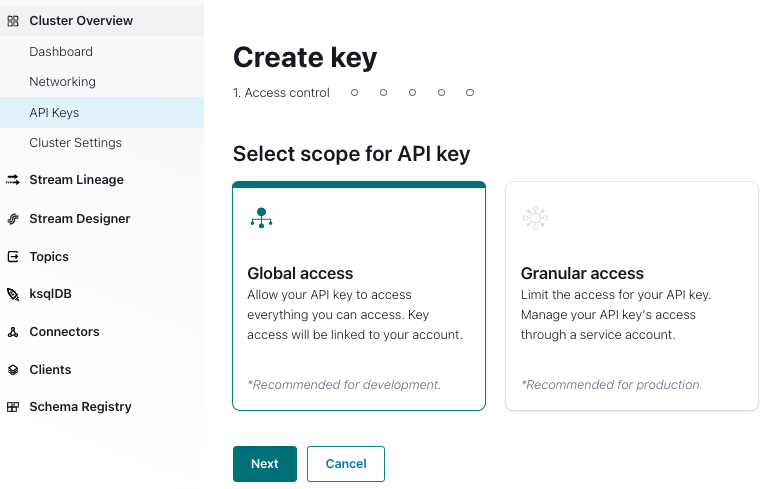 Cluster Overview
Dashboard
Networking
API Keys
Cluster Settings
Stream Lineage
Stream Designer
Topics
ksqlDB
Connectors
Clients
Schema Registry
Create key
1. Access control
Select scope for API key
Global access
Allow your API key to access
everything you can access. Key
access will be linked to your account.
*Recommended for development.
Granular access
Limit the access for your API key.
Manage your API key's access
through a service account.
*Recommended for production.
Next
Cancel